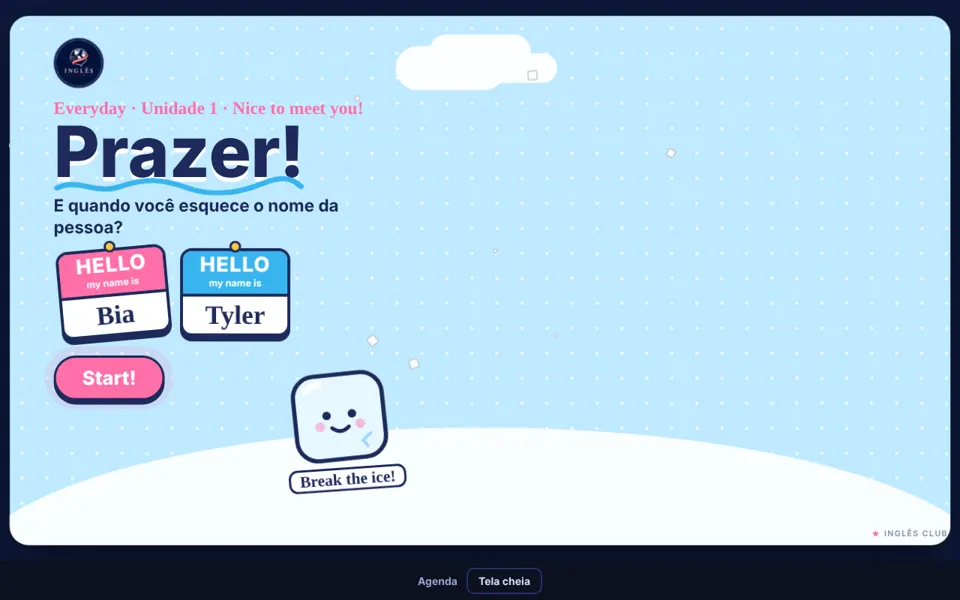 INGLÊS
Everyday · Unidade 1 · Nice to meet you!
Prazer!
E quando você esquece o nome da
pessoa?
HELLO
my name is
Bia
HELLO
my name is
Tyler
Start!
Break the ice!
★ INGLÊS CLUB
Agenda
Tela cheia